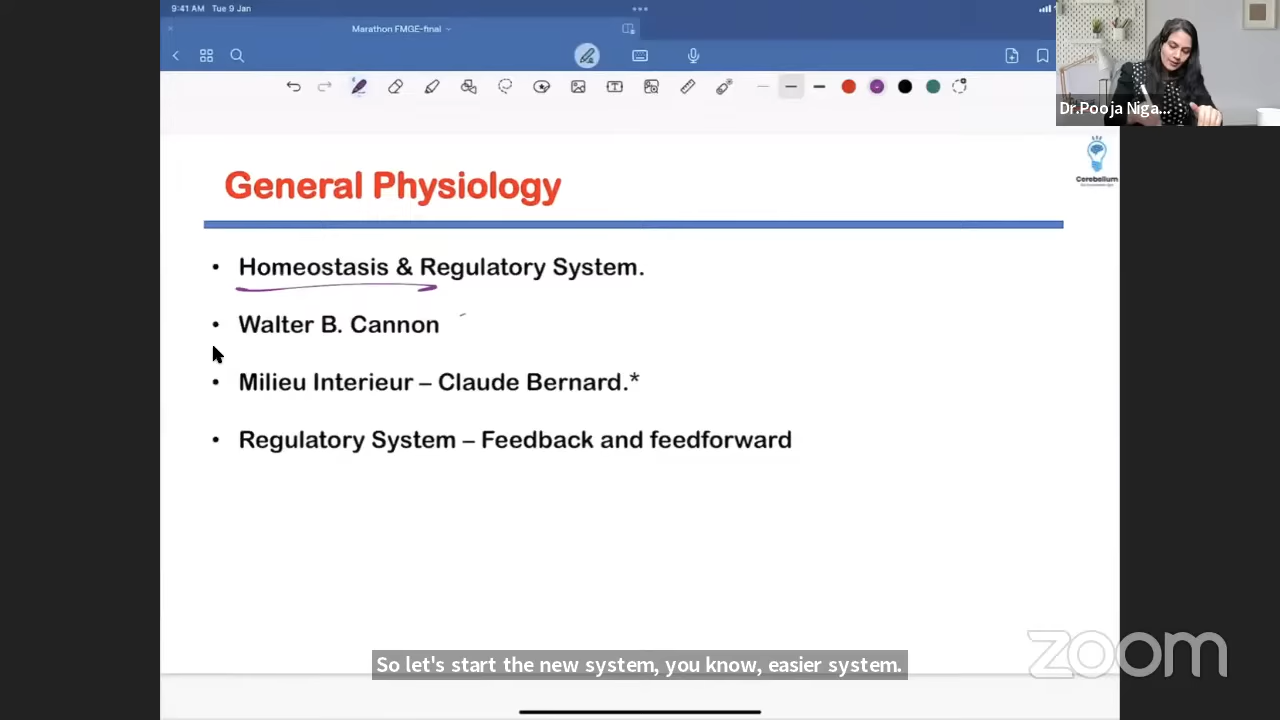 9:41 AM Tue 9 Jan
Marathon FMGE-final
Dr.Pooja Niga...
Cerebellum
General Physiology
• Homeostasis & Regulatory System.
• Walter B. Cannon
• Milieu Interieur – Claude Bernard.*
• Regulatory System – Feedback and feedforward
So let's start the new system, you know, easier system.
zoom